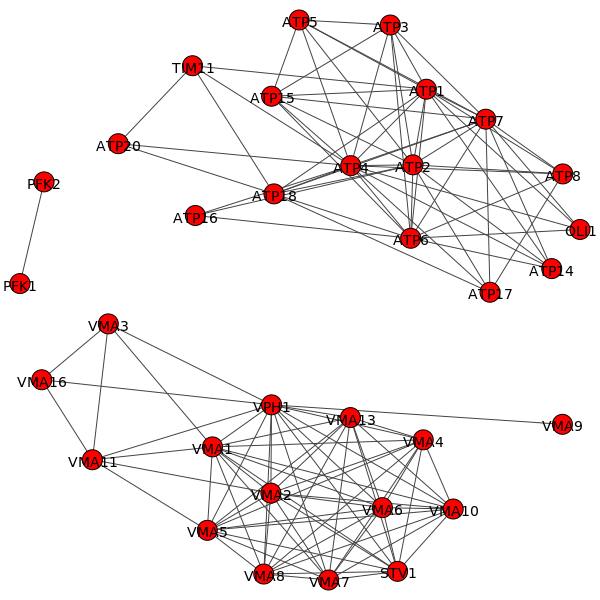 ATP5
ATP3
TIM11
ATP1
ATP15
ATP7
ATP20
ATP4
ATP2
ATP8
PFK2
ATP18
ATP16
OLI1
ATP6
ATP14
PFK1
ATP17
VMA3
VMA16
VPH1
VMA13
VMA9
VMA4
VMA1
VMA11
VMA2
VMA6
VMA10
VMA5
VMA8
VMA7
STV1